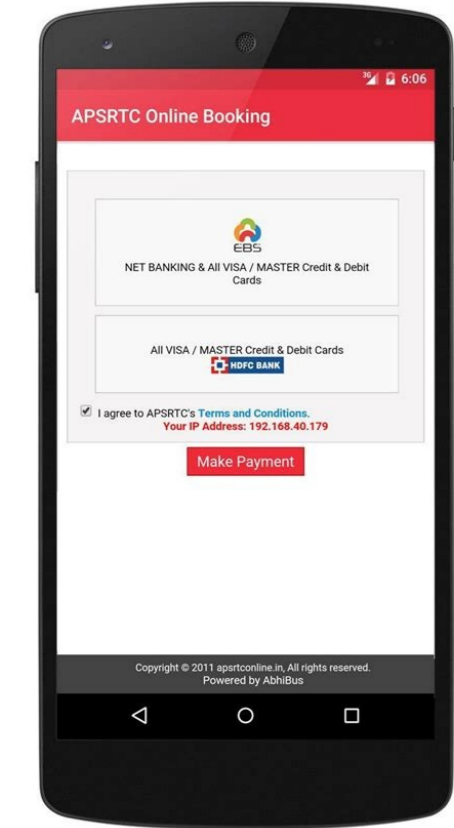 3G 6:06
APSRTC Online Booking
EBS
NET BANKING & All VISA / MASTER Credit & Debit
Cards
All VISA / MASTER Credit & Debit Cards
HDFC BANK
I agree to APSRTC's Terms and Conditions.
Your IP Address: 192.168.40.179
Make Payment
Copyright © 2011 apsrtconline.in, All rights reserved.
Powered by AbhiBus